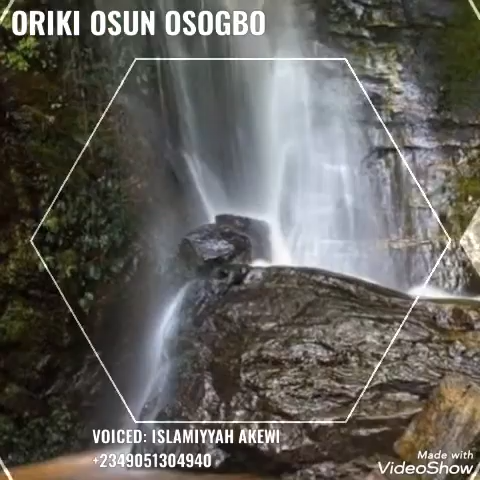 ORIKI OSUN OSOGBO
VOICED: ISLAMIYYAH AKEWI
+2349051304940
Made with
VideoShow